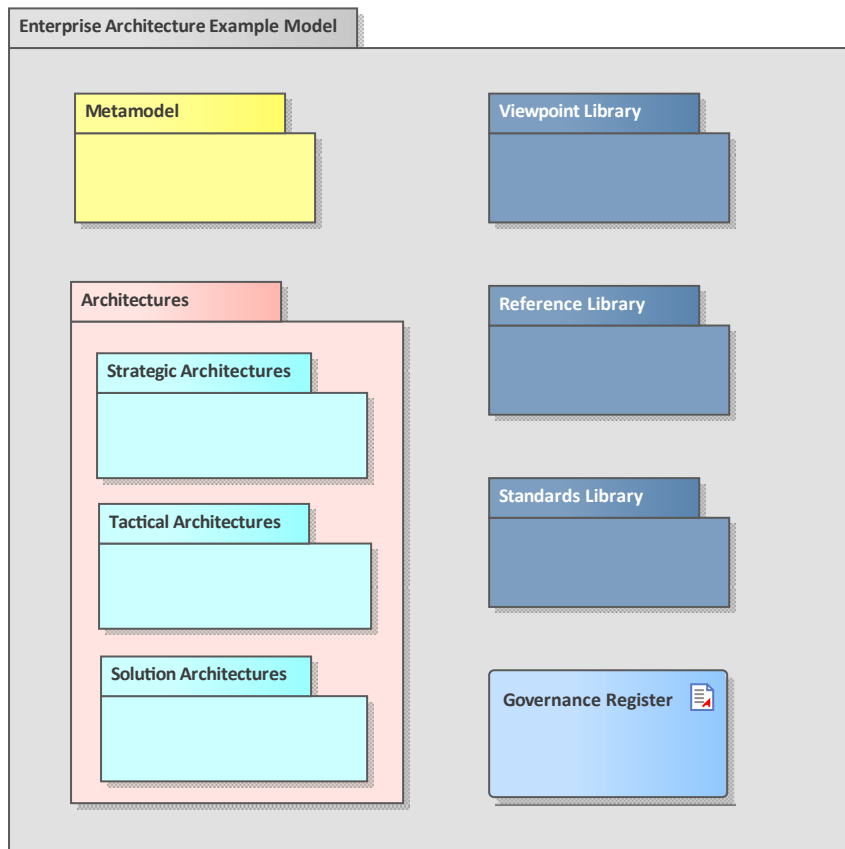 Enterprise Architecture Example Model
Metamodel
Viewpoint Library
Architectures
Reference Library
Strategic Architectures
Standards Library
Tactical Architectures
Solution Architectures
Governance Register